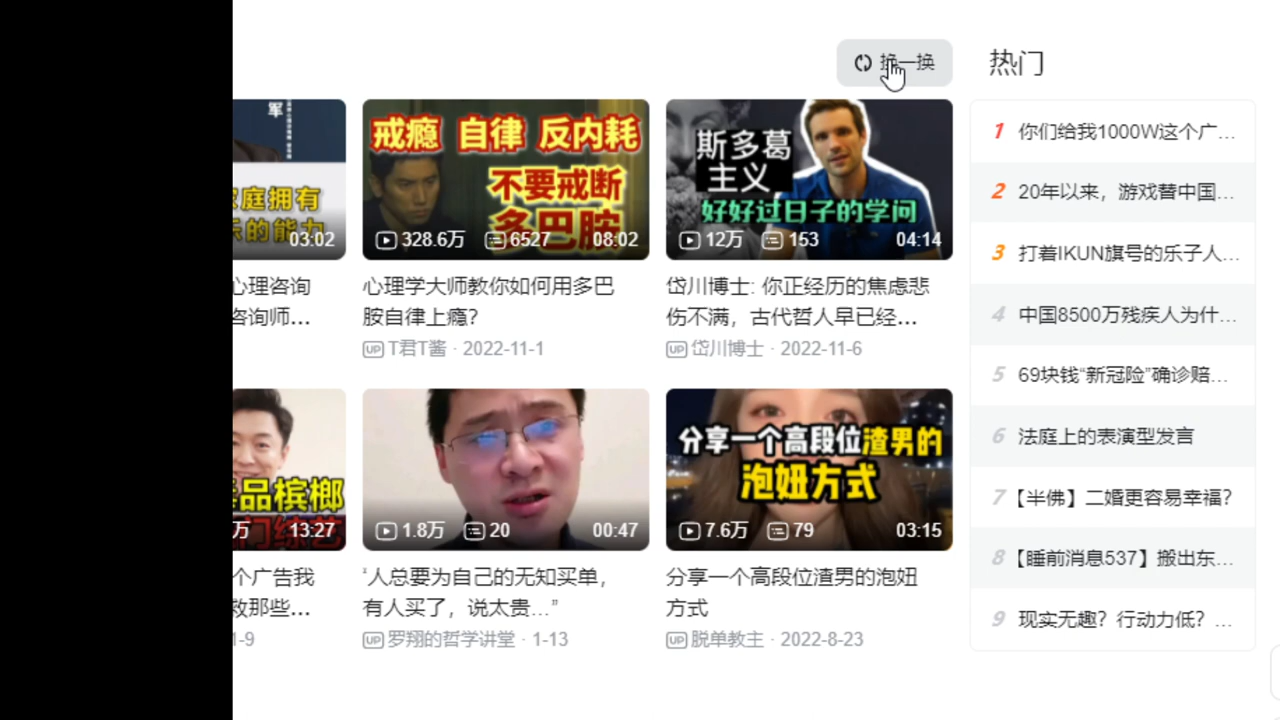 换一换
热门
军
家庭拥有
乐的能力
03:02
心理咨询
咨询师...
戒瘾 自律 反内耗
不要戒断
多巴胺
328.6万 6527 08:02
心理学大师教你如何用多巴
胺自律上瘾?
UP T君T酱 · 2022-11-1
斯多葛
主义
好好过日子的学问
12万 153 04:14
岱川博士: 你正经历的焦虑悲
伤不满，古代哲人早已经...
UP 岱川博士 · 2022-11-6
品槟榔
门综艺
万 13:27
个广告我
救那些...
1-9
1.8万 20 00:47
“人总要为自己的无知买单，
有人买了，说太贵...”
UP 罗翔的哲学讲堂 · 1-13
分享一个高段位渣男的
泡妞方式
7.6万 79 03:15
分享一个高段位渣男的泡妞
方式
UP 脱单教主 · 2022-8-23
1 你们给我1000W这个广...
2 20年以来，游戏替中国...
3 打着IKUN旗号的乐子人...
4 中国8500万残疾人为什...
5 69块钱“新冠险”确诊赔...
6 法庭上的表演型发言
7 【半佛】二婚更容易幸福?
8 【睡前消息537】搬出东...
9 现实无趣? 行动力低? ...